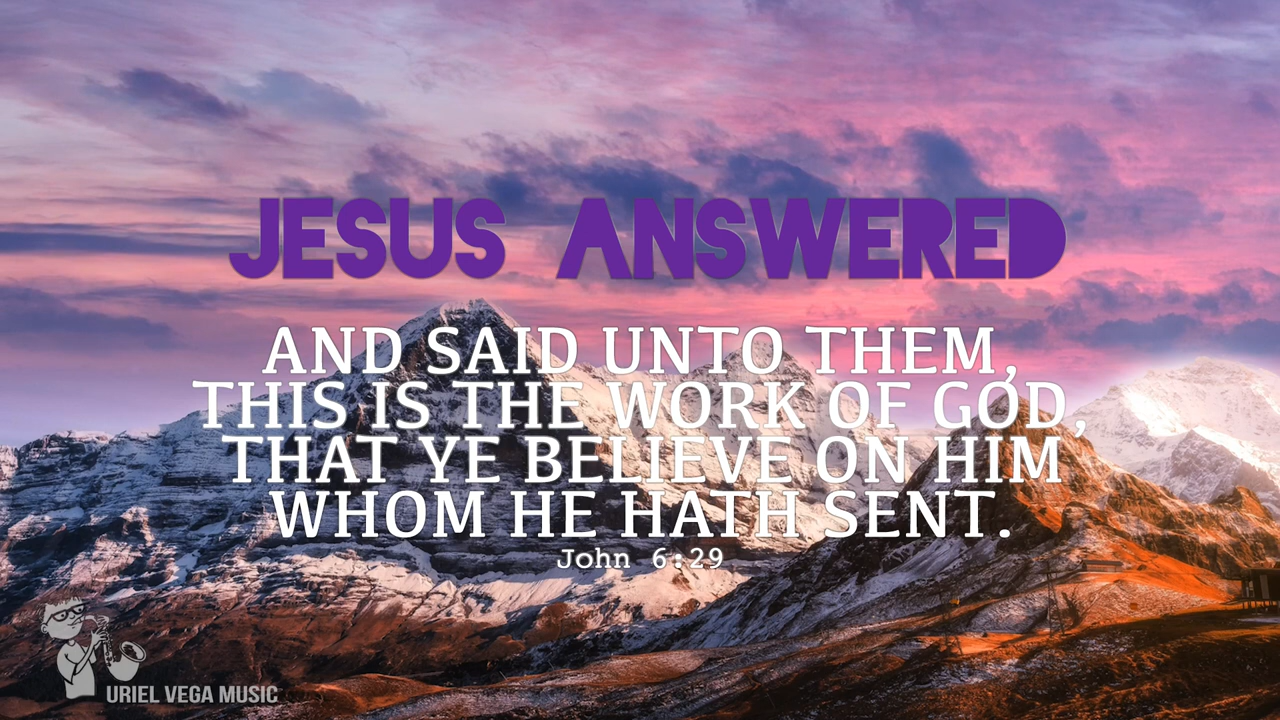 JESUS ANSWERED
AND SAID UNTO THEM,
THIS IS THE WORK OF GOD,
THAT YE BELIEVE ON HIM
WHOM HE HATH SENT.
John 6:29
URIEL VEGA MUSIC